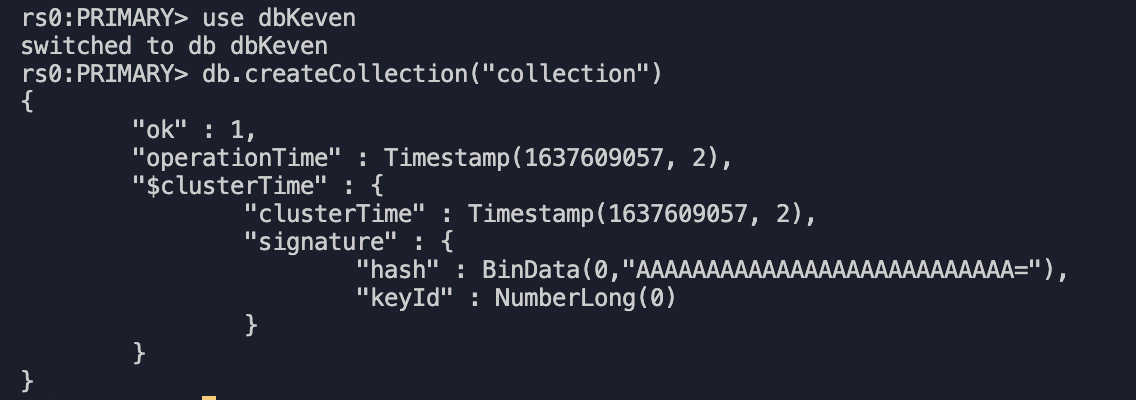 rs0:PRIMARY> use dbKeven
switched to db dbKeven
rs0:PRIMARY> db.createCollection("collection")
{
        "ok" : 1,
        "operationTime" : Timestamp(1637609057, 2),
        "$clusterTime" : {
                "clusterTime" : Timestamp(1637609057, 2),
                "signature" : {
                        "hash" : BinData(0,"AAAAAAAAAAAAAAAAAAAAAAAAAAA="),
                        "keyId" : NumberLong(0)
                }
        }
}